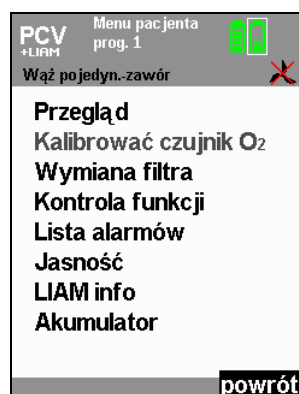 PCV
+LIAM
Menu pacjenta
prog. 1
Wąż pojedyn.-zawór
Przegląd
Kalibrować czujnik O₂
Wymiana filtra
Kontrola funkcji
Lista alarmów
Jasność
LIAM info
Akumulator
powrót